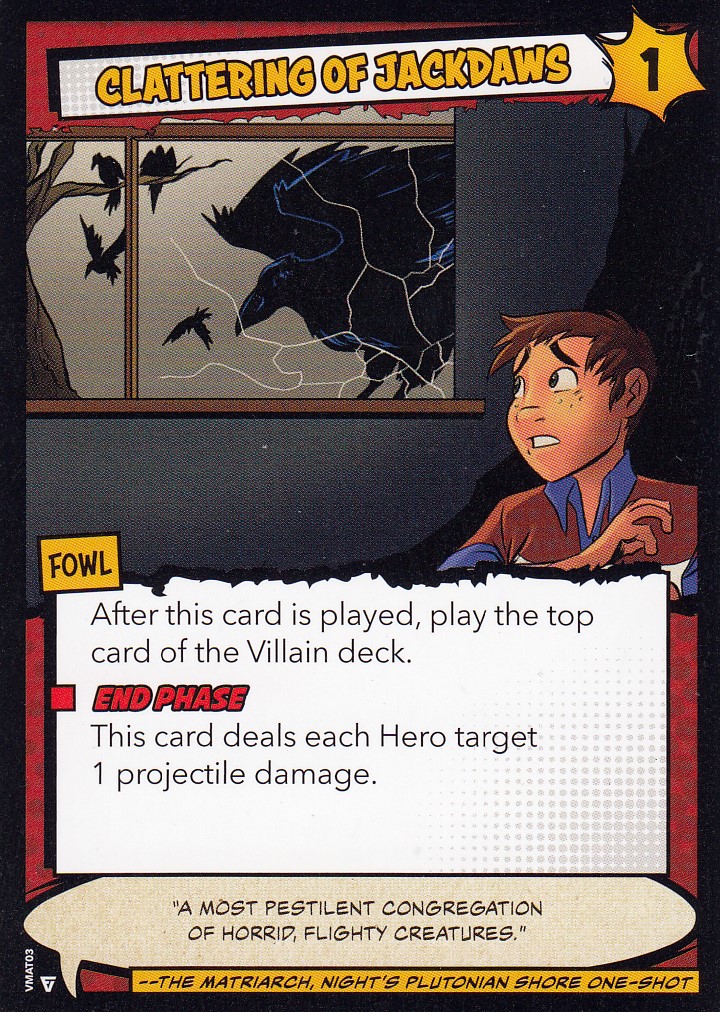 CLATTERING OF JACKDAWS
1
FOWL
After this card is played, play the top
card of the Villain deck.
END PHASE
This card deals each Hero target
1 projectile damage.
"A MOST PESTILENT CONGREGATION
OF HORRID, FLIGHTY CREATURES."
--THE MATRIARCH, NIGHT'S PLUTONIAN SHORE ONE-SHOT
VMAT03